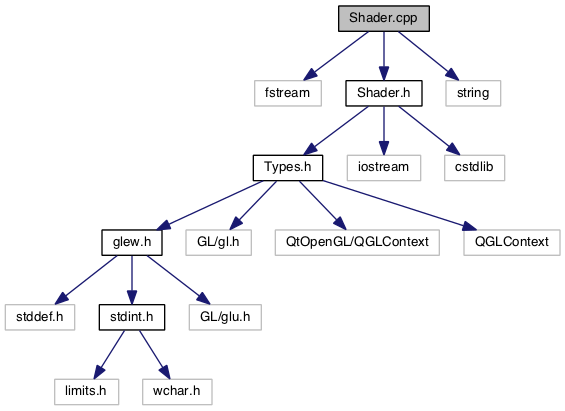 Shader.cpp
fstream
Shader.h
string
Types.h
iostream
cstdlib
glew.h
GL/gl.h
QtOpenGL/QGLContext
QGLContext
stddef.h
stdint.h
GL/glu.h
limits.h
wchar.h